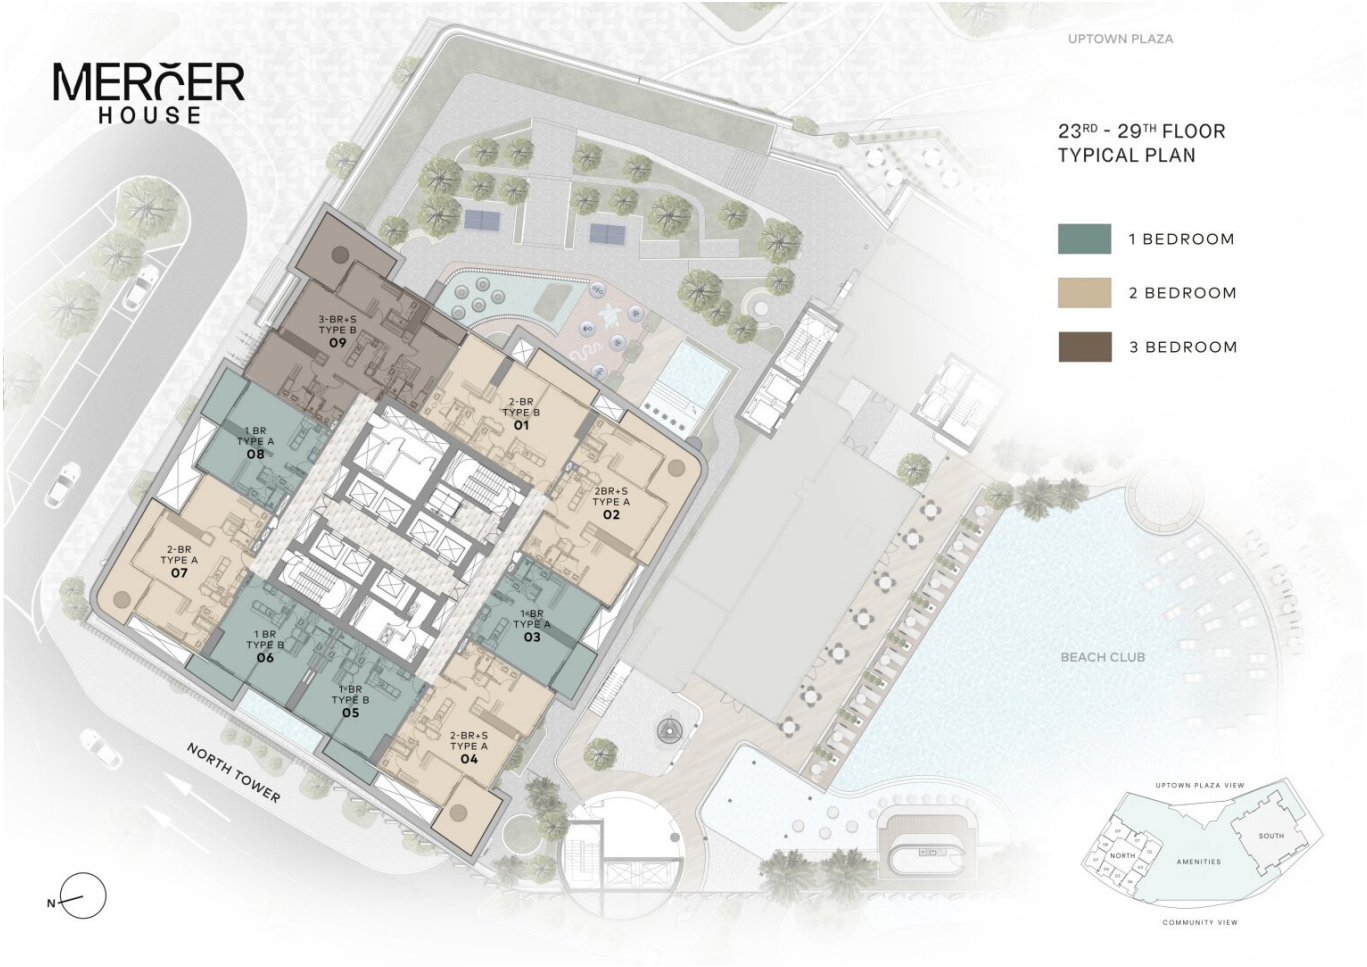 MERCER
HOUSE
UPTOWN PLAZA
23RD - 29TH FLOOR
TYPICAL PLAN
1 BEDROOM
2 BEDROOM
3 BEDROOM
3-BR+S
TYPE B
09
2-BR
TYPE B
01
1 BR
TYPE A
08
2BR+S
TYPE A
02
2-BR
TYPE A
07
1-BR
TYPE A
03
1 BR
TYPE B
06
1-BR
TYPE B
05
2-BR+S
TYPE A
04
NORTH TOWER
BEACH CLUB
N
UPTOWN PLAZA VIEW
NORTH
SOUTH
AMENITIES
COMMUNITY VIEW